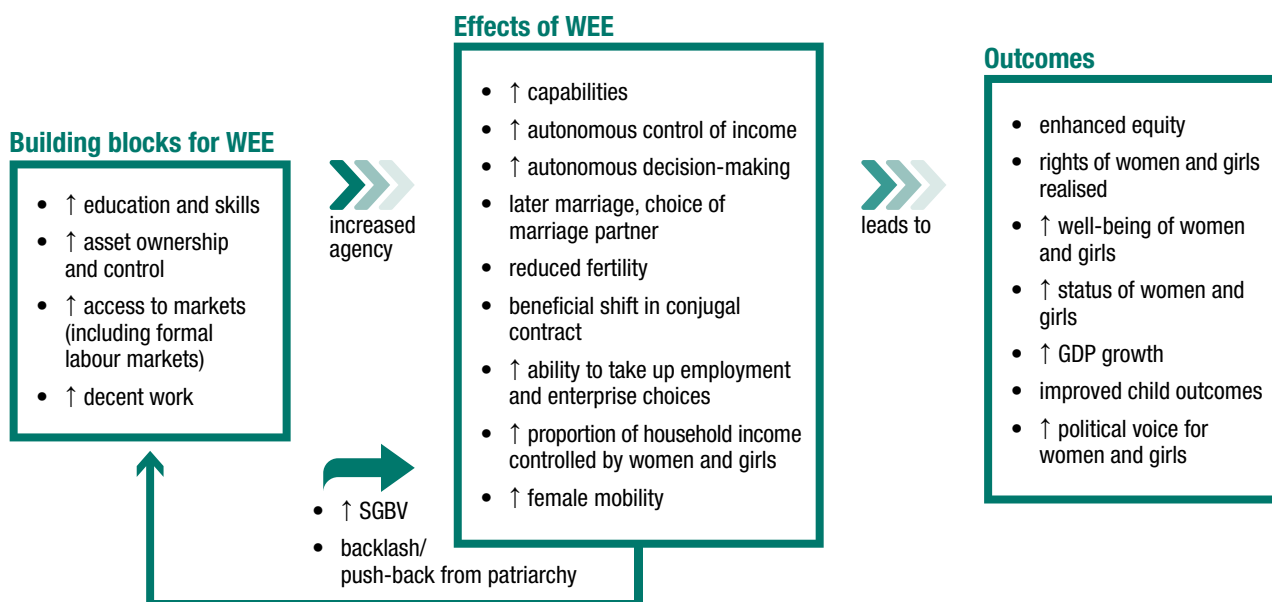 Building blocks for WEE
• ↑ education and skills
• ↑ asset ownership
and control
• ↑ access to markets
(including formal
labour markets)
• ↑ decent work
increased
agency
• ↑ SGBV
• backlash/
push-back from patriarchy
Effects of WEE
• ↑ capabilities
• ↑ autonomous control of income
• ↑ autonomous decision-making
• later marriage, choice of
marriage partner
• reduced fertility
• beneficial shift in conjugal
contract
• ↑ ability to take up employment
and enterprise choices
• ↑ proportion of household income
controlled by women and girls
• ↑ female mobility
leads to
Outcomes
• enhanced equity
• rights of women and girls
realised
• ↑ well-being of women
and girls
• ↑ status of women and
girls
• ↑ GDP growth
• improved child outcomes
• ↑ political voice for
women and girls